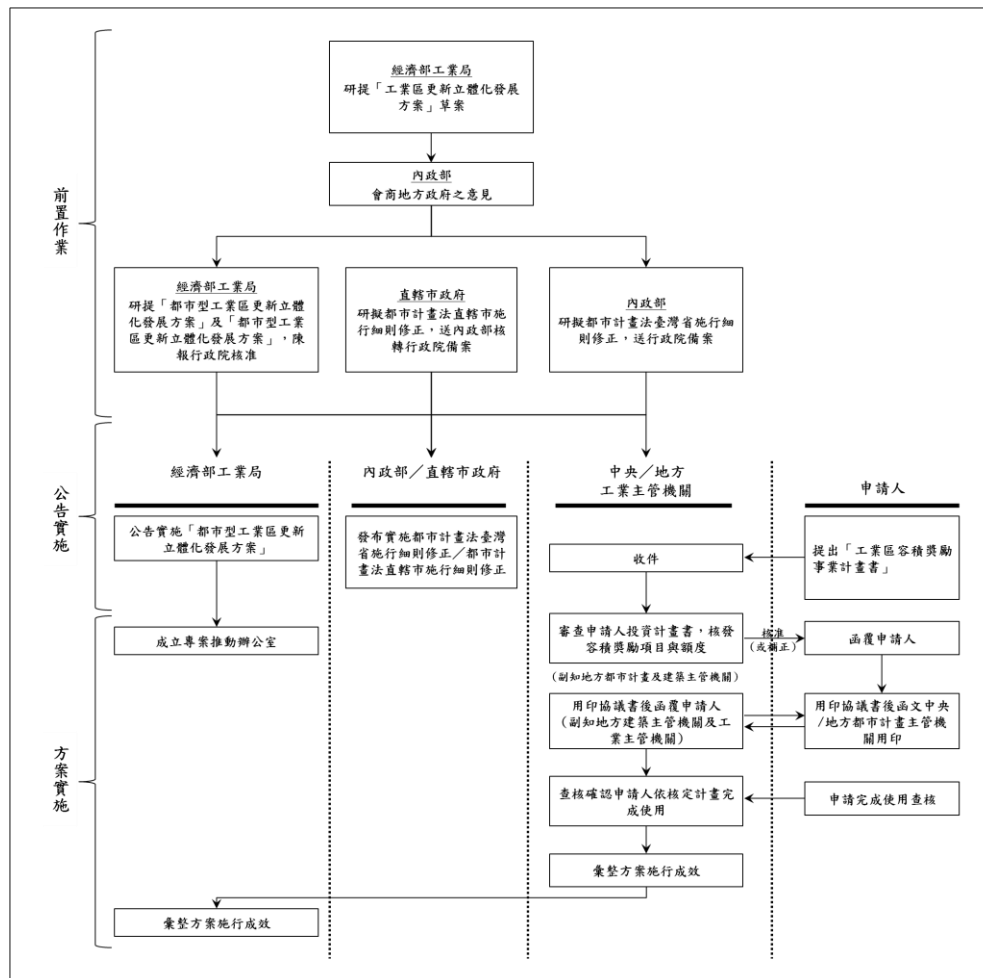 前置作業
經濟部工業局
研提「工業區更新立體化發展
方案」草案
內政部
會商地方政府之意見
經濟部工業局
研提「都市型工業區更新立體
化發展方案」及「都市型工業
區更新立體化發展方案」，陳
報行政院核准
直轄市政府
研擬都市計畫法直轄市施
行細則修正，送內政部核
轉行政院備案
內政部
研擬都市計畫法臺灣省施行細
則修正，送行政院備案
公告實施
經濟部工業局
內政部／直轄市政府
中央／地方
工業主管機關
申請人
公告實施「都市型工業區更新
立體化發展方案」
發布實施都市計畫法臺灣
省施行細則修正／都市計
畫法直轄市施行細則修正
收件
提出「工業區容積獎勵
事業計畫書」
方案實施
成立專案推動辦公室
審查申請人投資計畫書，核發
容積獎勵項目與額度
核准
(或補正)
函覆申請人
(副知地方都市計畫及建築主管機關)
用印協議書後函覆申請人
(副知地方建築主管機關及工
業主管機關)
用印協議書後函文中央
/地方都市計畫主管機
關用印
查核確認申請人依核定計畫完
成使用
申請完成使用查核
彙整方案施行成效
彙整方案施行成效